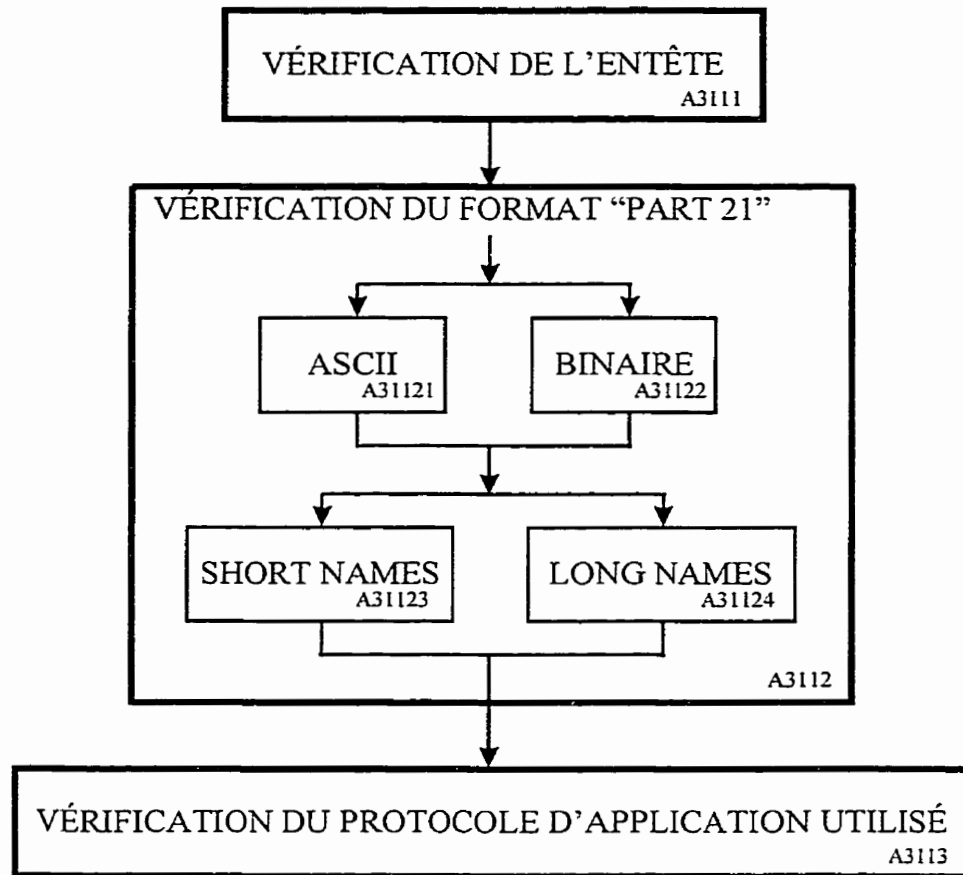 VÉRIFICATION DE L'ENTÊTE
A3111
VÉRIFICATION DU FORMAT “PART 21”
ASCII
A31121
BINAIRE
A31122
SHORT NAMES
A31123
LONG NAMES
A31124
A3112
VÉRIFICATION DU PROTOCOLE D'APPLICATION UTILISÉ
A3113